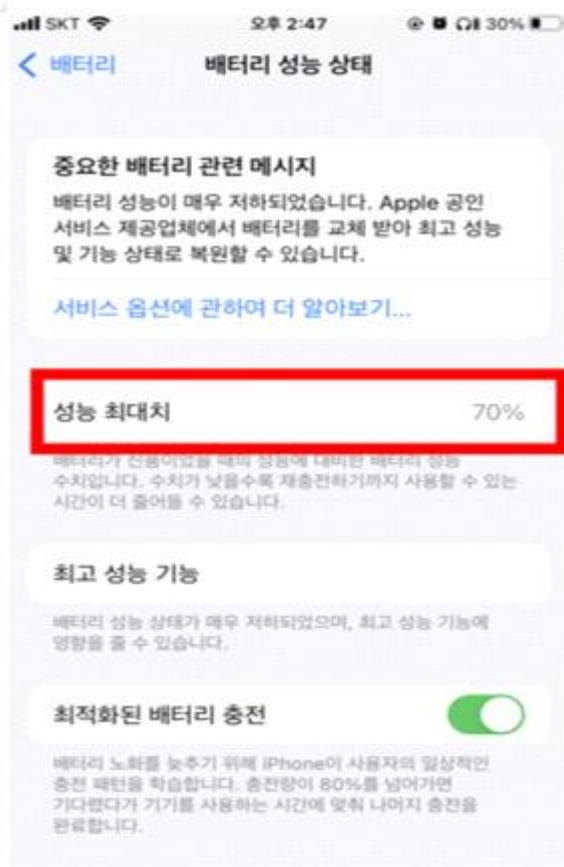 SKT 오후 2:47 30%
배터리 배터리 성능 상태
중요한 배터리 관련 메시지
배터리 성능이 매우 저하되었습니다. Apple 공인
서비스 제공업체에서 배터리를 교체 받아 최고 성능
및 기능 상태로 복원할 수 있습니다.
서비스 옵션에 관하여 더 알아보기...
성능 최대치 70%
배터리가 신품이었을 때의 성능에 대비한 배터리 성능
수치입니다. 수치가 낮을수록 재충전하기까지 사용할 수 있는
시간이 더 줄어들 수 있습니다.
최고 성능 기능
배터리 성능 상태가 매우 저하되었으며, 최고 성능 기능에
영향을 줄 수 있습니다.
최적화된 배터리 충전
배터리 노화를 늦추기 위해 iPhone이 사용자의 일상적인
충전 패턴을 학습합니다. 충전량이 80%를 넘어가면
기다렸다가 기기를 사용하는 시간에 맞춰 나머지 충전을
완료합니다.